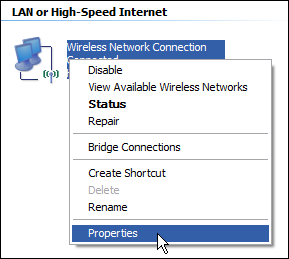 LAN or High-Speed Internet
Wireless Network Connection
Connected
Disable
View Available Wireless Networks
Status
Repair
Bridge Connections
Create Shortcut
Delete
Rename
Properties